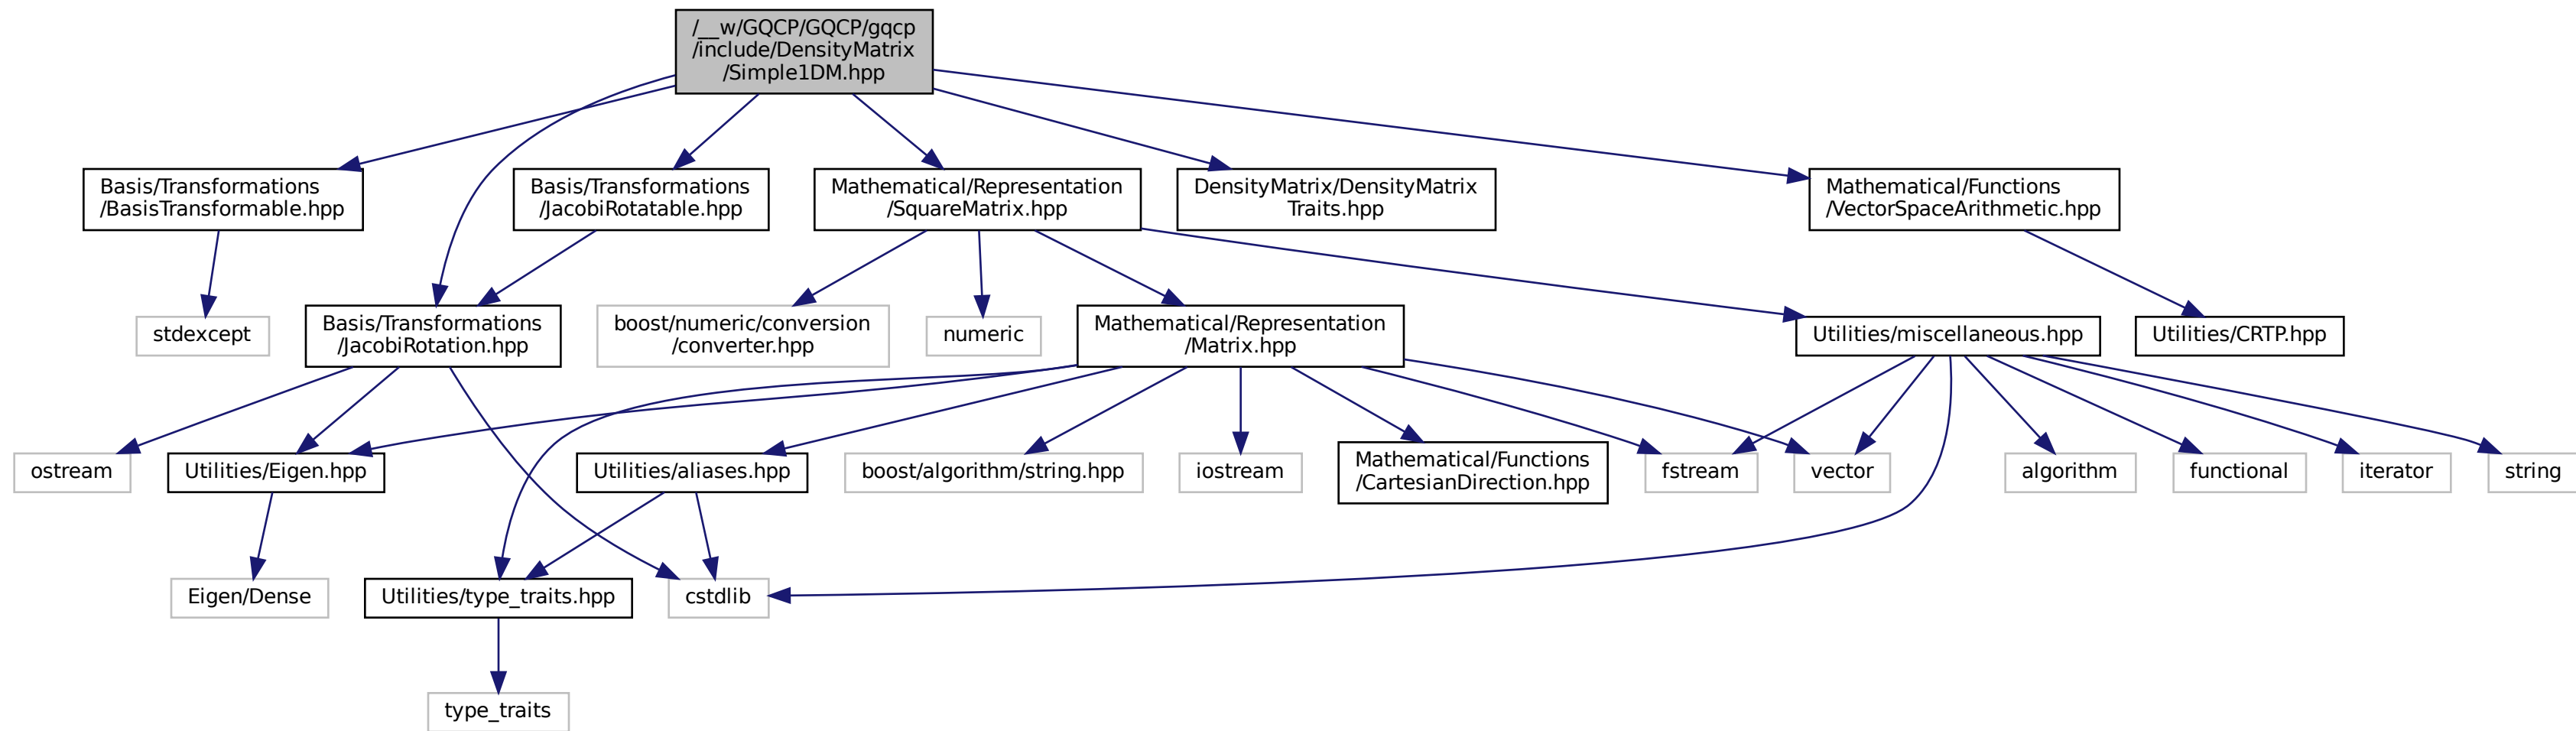 /__w/GQCP/GQCP/gqcp
/include/DensityMatrix
/Simple1DM.hpp
Basis/Transformations
/BasisTransformable.hpp
Basis/Transformations
/JacobiRotatable.hpp
Mathematical/Representation
/SquareMatrix.hpp
DensityMatrix/DensityMatrix
Traits.hpp
Mathematical/Functions
/VectorSpaceArithmetic.hpp
stdexcept
Basis/Transformations
/JacobiRotation.hpp
boost/numeric/conversion
/converter.hpp
numeric
Mathematical/Representation
/Matrix.hpp
Utilities/miscellaneous.hpp
Utilities/CRTP.hpp
ostream
Utilities/Eigen.hpp
Utilities/aliases.hpp
boost/algorithm/string.hpp
iostream
Mathematical/Functions
/CartesianDirection.hpp
fstream
vector
algorithm
functional
iterator
string
Eigen/Dense
Utilities/type_traits.hpp
cstdlib
type_traits